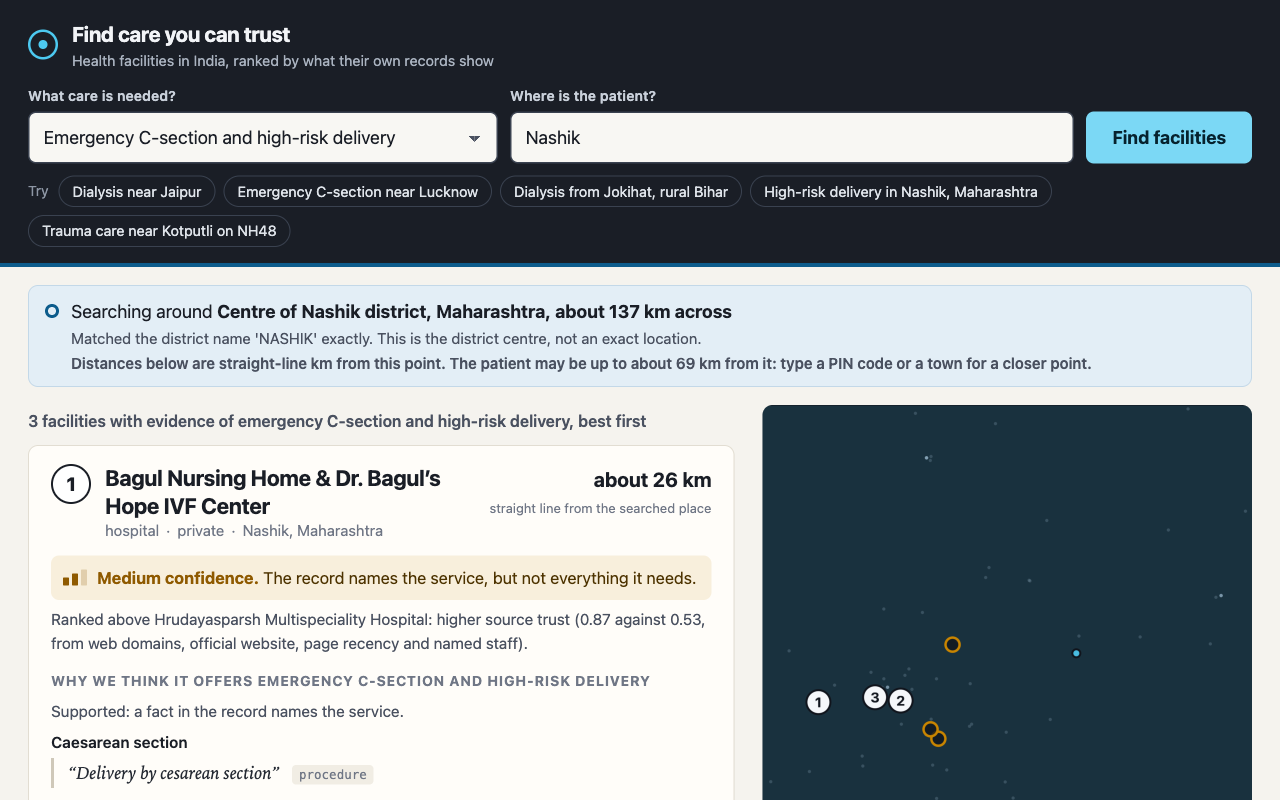 Find care you can trust
Health facilities in India, ranked by what their own records show
What care is needed?
Where is the patient?
Emergency C-section and high-risk delivery
Nashik
Find facilities
Try
Dialysis near Jaipur
Emergency C-section near Lucknow
Dialysis from Jokihat, rural Bihar
High-risk delivery in Nashik, Maharashtra
Trauma care near Kotputli on NH48
Searching around Centre of Nashik district, Maharashtra, about 137 km across
Matched the district name 'NASHIK' exactly. This is the district centre, not an exact location.
Distances below are straight-line km from this point. The patient may be up to about 69 km from it: type a PIN code or a town for a closer point.
3 facilities with evidence of emergency C-section and high-risk delivery, best first
1
Bagul Nursing Home & Dr. Bagul’s
Hope IVF Center
about 26 km
straight line from the searched place
hospital · private · Nashik, Maharashtra
Medium confidence. The record names the service, but not everything it needs.
Ranked above Hrudayasparsh Multispeciality Hospital: higher source trust (0.87 against 0.53,
from web domains, official website, page recency and named staff).
WHY WE THINK IT OFFERS EMERGENCY C-SECTION AND HIGH-RISK DELIVERY
Supported: a fact in the record names the service.
Caesarean section
“Delivery by cesarean section” procedure
1
3
2